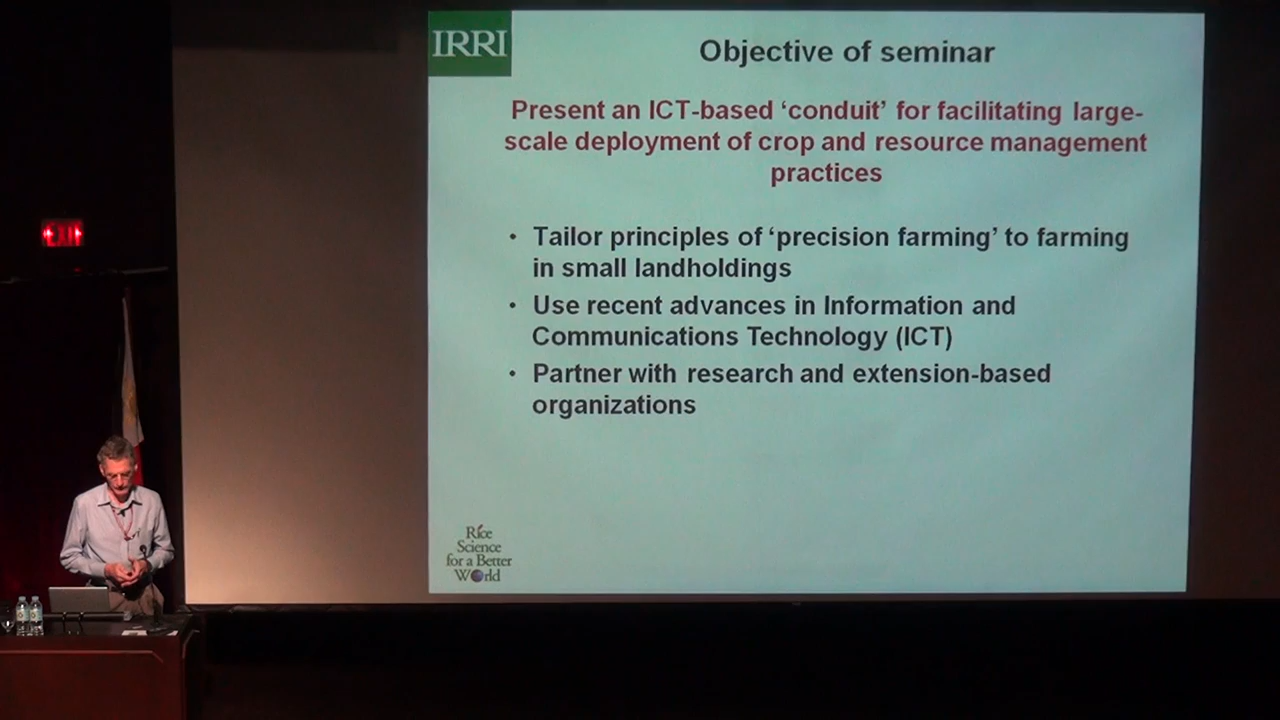 IRRI
Objective of seminar
Present an ICT-based ‘conduit’ for facilitating large-
scale deployment of crop and resource management
practices
• Tailor principles of ‘precision farming’ to farming
in small landholdings
• Use recent advances in Information and
Communications Technology (ICT)
• Partner with research and extension-based
organizations
Rice
Science
for a Better
World
EXIT